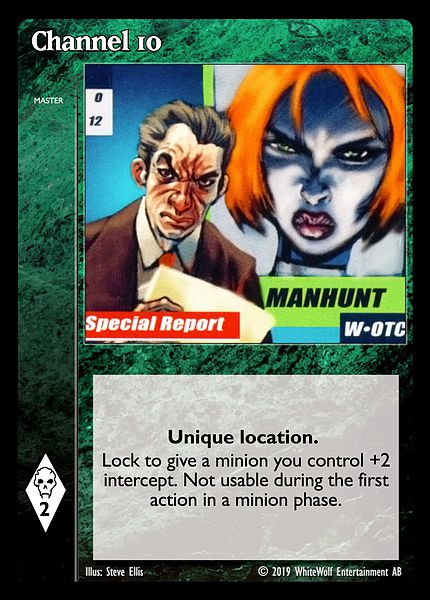 Channel 10
MASTER
0
12
MANHUNT
Special Report
W•OTC
Unique location.
Lock to give a minion you control +2
intercept. Not usable during the first
action in a minion phase.
2
Illus: Steve Ellis
© 2019 WhiteWolf Entertainment AB